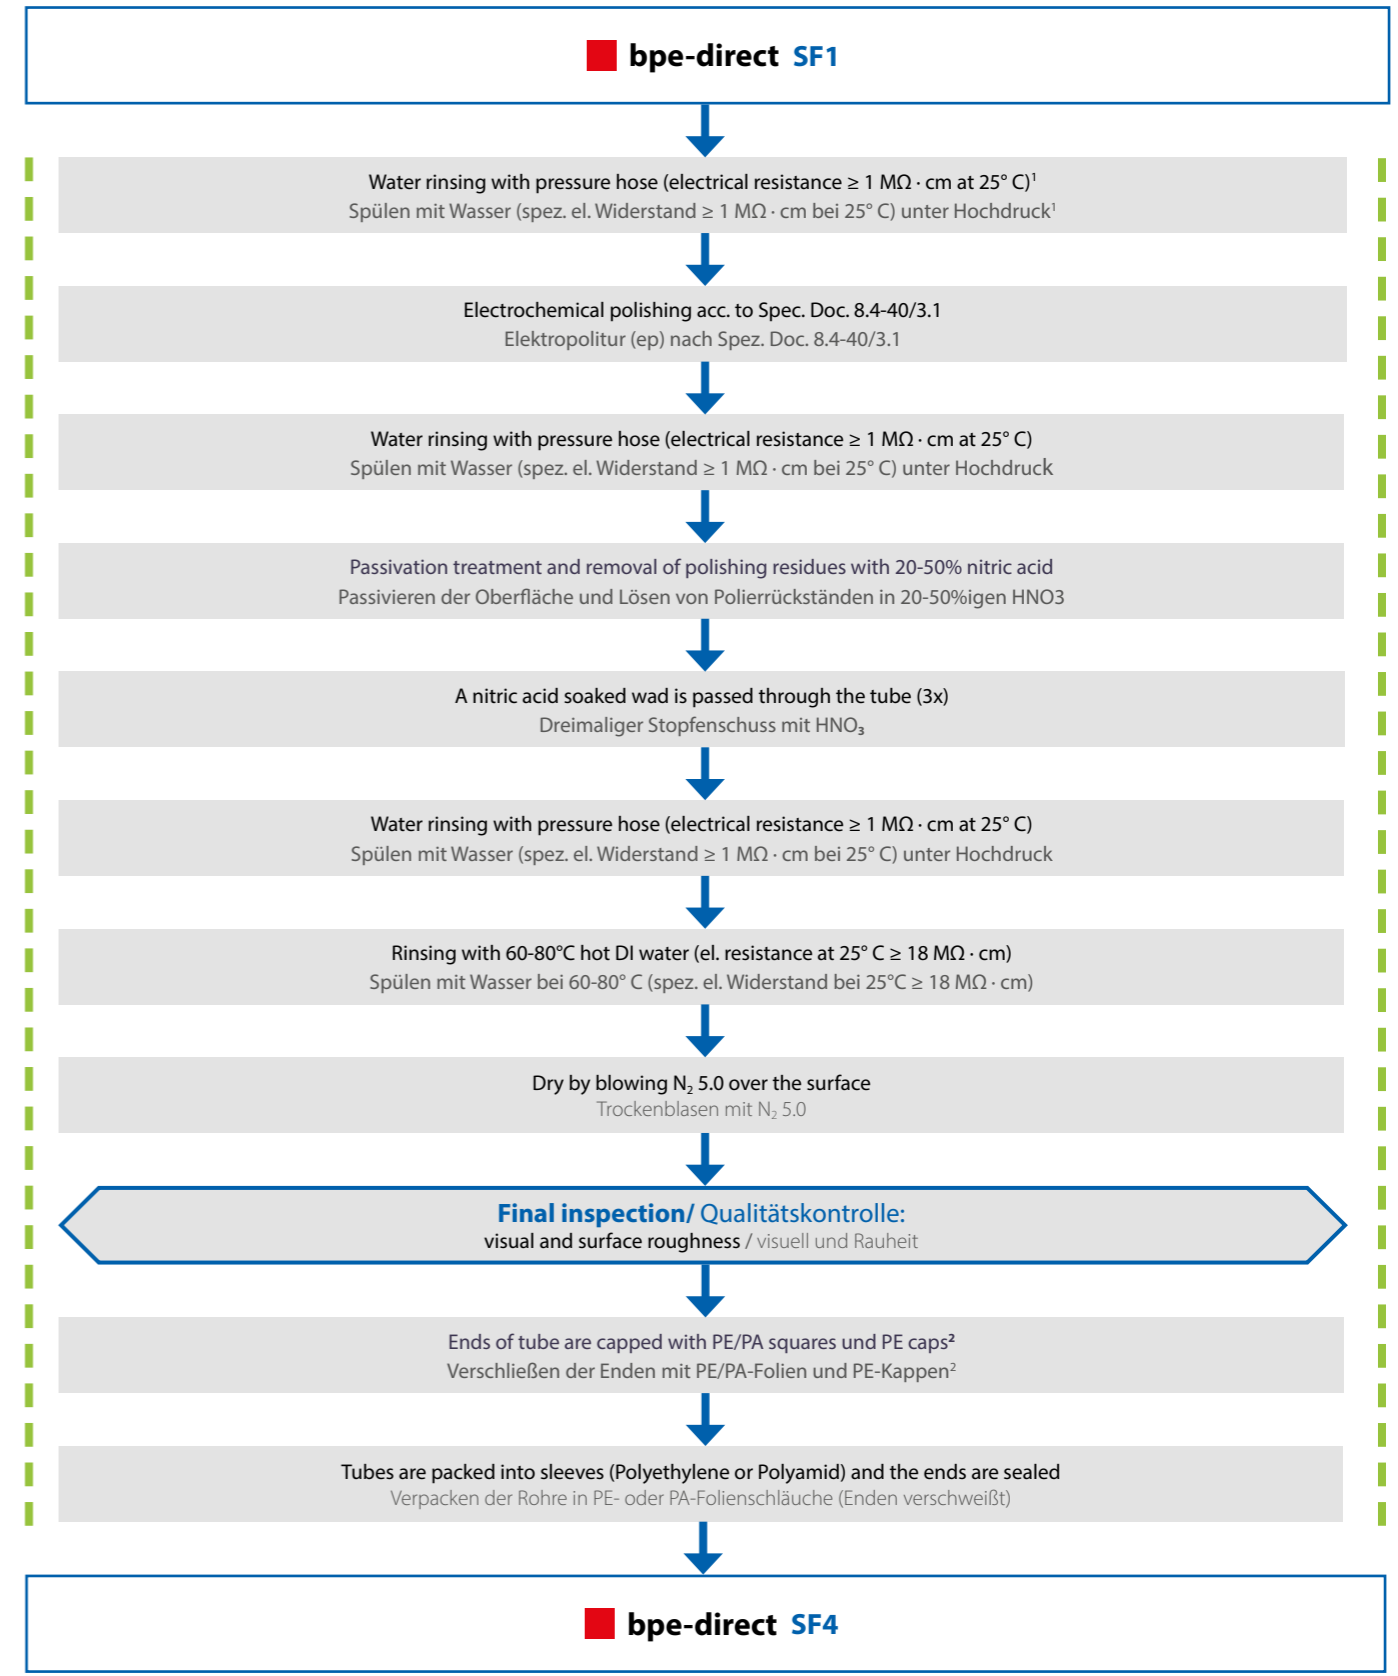 bpe-direct SF1
Water rinsing with pressure hose (electrical resistance ≥ 1 MΩ · cm at 25° C)¹
Spülen mit Wasser (spez. el. Widerstand ≥ 1 MΩ · cm bei 25° C) unter Hochdruck¹
Electrochemical polishing acc. to Spec. Doc. 8.4-40/3.1
Elektropolitur (ep) nach Spez. Doc. 8.4-40/3.1
Water rinsing with pressure hose (electrical resistance ≥ 1 MΩ · cm at 25° C)
Spülen mit Wasser (spez. el. Widerstand ≥ 1 MΩ · cm bei 25° C) unter Hochdruck
Passivation treatment and removal of polishing residues with 20-50% nitric acid
Passivieren der Oberfläche und Lösen von Polierrückständen in 20-50%igen HNO3
A nitric acid soaked wad is passed through the tube (3x)
Dreimaliger Stopfenschuss mit HNO₃
Water rinsing with pressure hose (electrical resistance ≥ 1 MΩ · cm at 25° C)
Spülen mit Wasser (spez. el. Widerstand ≥ 1 MΩ · cm bei 25° C) unter Hochdruck
Rinsing with 60-80°C hot DI water (el. resistance at 25° C ≥ 18 MΩ · cm)
Spülen mit Wasser bei 60-80° C (spez. el. Widerstand bei 25°C ≥ 18 MΩ · cm)
Dry by blowing N₂ 5.0 over the surface
Trockenblasen mit N₂ 5.0
Final inspection/ Qualitätskontrolle:
visual and surface roughness / visuell und Rauheit
Ends of tube are capped with PE/PA squares und PE caps²
Verschließen der Enden mit PE/PA-Folien und PE-Kappen²
Tubes are packed into sleeves (Polyethylene or Polyamid) and the ends are sealed
Verpacken der Rohre in PE- oder PA-Folienschläuche (Enden verschweißt)
bpe-direct SF4